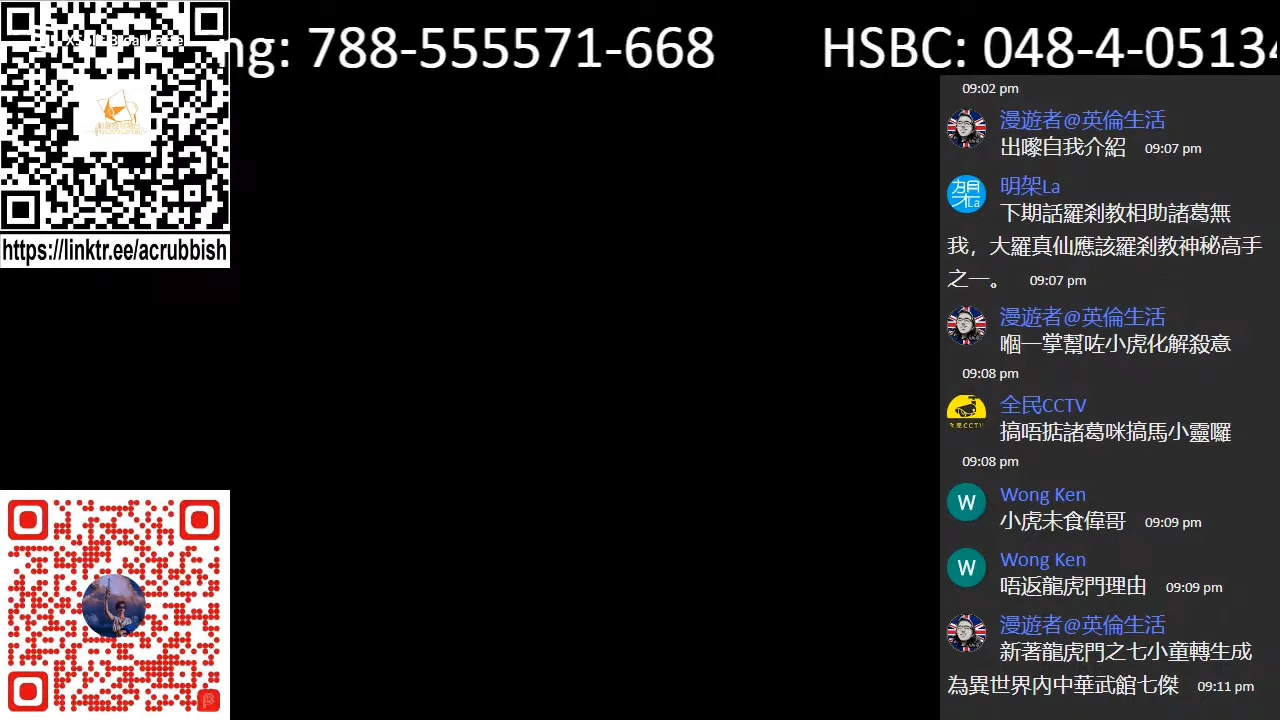 ng: 788-555571-668
HSBC: 048-4-05134
https://linktr.ee/acrubbish
09:02 pm
漫遊者@英倫生活
出嚟自我介紹 09:07 pm
明架La
下期話羅剎教相助諸葛無
我，大羅真仙應該羅剎教神秘高手
之一。 09:07 pm
漫遊者@英倫生活
嗰一掌幫咗小虎化解殺意
09:08 pm
全民CCTV
搞唔掂諸葛咪搞馬小靈囉
09:08 pm
W
Wong Ken
小虎未食偉哥 09:09 pm
W
Wong Ken
唔返龍虎門理由 09:09 pm
漫遊者@英倫生活
新著龍虎門之七小童轉生成
為異世界內中華武館七傑 09:11 pm